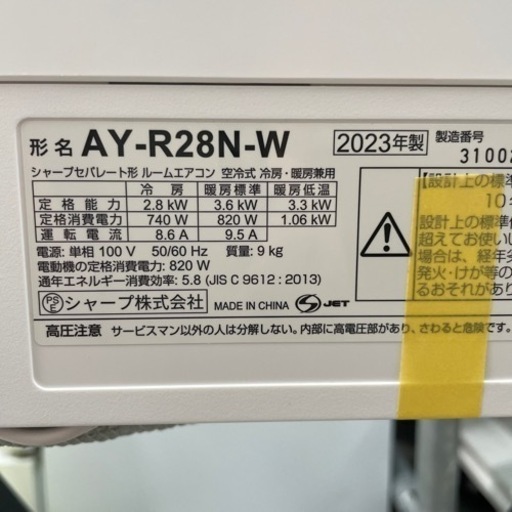 形名 AY-R28N-W 2023年製 製造番号
3100
シャープセパレート形 ルームエアコン 空冷式 冷房・暖房兼用
冷房 暖房標準 暖房低温
定格能力 2.8 kW 3.6 kW 3.3 kW
定格消費電力 740 W 820 W 1.06 kW
運転電流 8.6 A 9.5 A
電源: 単相 100 V 50/60 Hz 質量: 9 kg
電動機の定格消費電力: 820 W
通年エネルギー消費効率: 5.8 (JIS C 9612 : 2013)
PSE シャープ株式会社 MADE IN CHINA S JET
高圧注意 サービスマン以外の人は分解しない。内部に高電圧部があり、さわると危険です。
【設計上の標
10
設計上の標準
超えてお使いし
場合は、経年
発火・けが等の
るおそれがあり